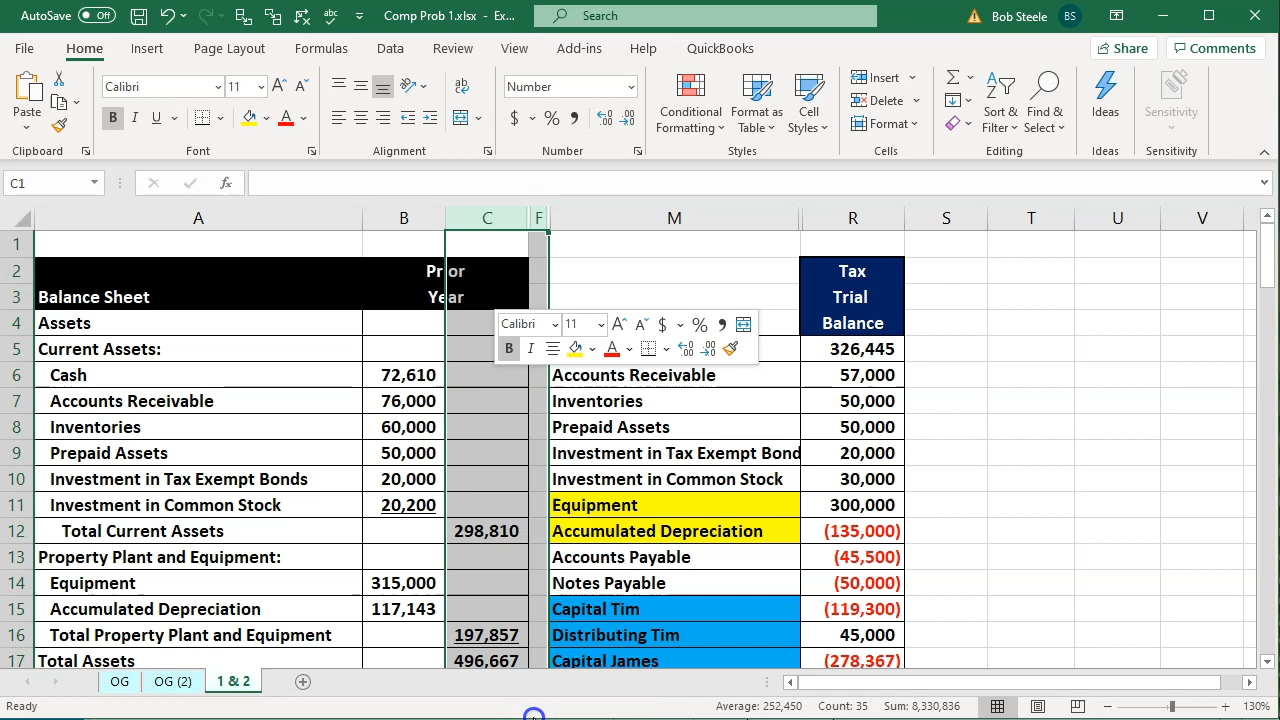 AutoSave Off Comp Prob 1.xlsx - Ex... Search Bob Steele BS
File Home Insert Page Layout Formulas Data Review View Add-ins Help QuickBooks Share Comments
Paste
Clipboard
Calibri 11
B I U
Font
Alignment
Number
$ % ,
Number
Conditional Formatting
Format as Table
Cell Styles
Styles
Insert
Delete
Format
Cells
Sort & Filter
Find & Select
Editing
Ideas
Ideas
Sensitivity
Sensitivity
C1 fx
A B C F M R S T U V
1
2 Prior Tax
3 Balance Sheet Year Trial
4 Assets Balance
Calibri 11 $ % ,
B I
5 Current Assets: 326,445
6 Cash 72,610 Accounts Receivable 57,000
7 Accounts Receivable 76,000 Inventories 50,000
8 Inventories 60,000 Prepaid Assets 50,000
9 Prepaid Assets 50,000 Investment in Tax Exempt Bond 20,000
10 Investment in Tax Exempt Bonds 20,000 Investment in Common Stock 30,000
11 Investment in Common Stock 20,200 Equipment 300,000
12 Total Current Assets 298,810 Accumulated Depreciation (135,000)
13 Property Plant and Equipment: Accounts Payable (45,500)
14 Equipment 315,000 Notes Payable (50,000)
15 Accumulated Depreciation 117,143 Capital Tim (119,300)
16 Total Property Plant and Equipment 197,857 Distributing Tim 45,000
17 Total Assets 496,667 Capital James (278,367)
OG OG (2) 1 & 2
Ready Average: 252,450 Count: 35 130%